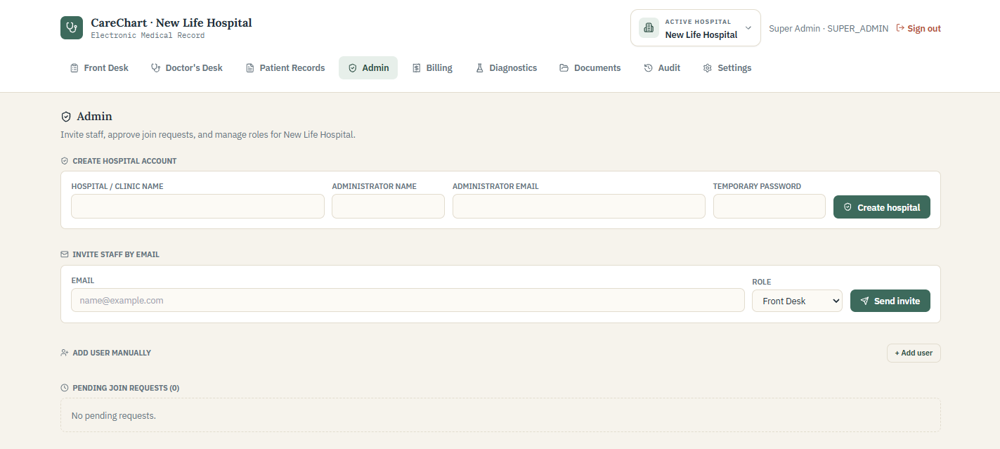 CareChart · New Life Hospital
Electronic Medical Record
ACTIVE HOSPITAL
New Life Hospital
Super Admin · SUPER_ADMIN
Sign out
Front Desk
Doctor's Desk
Patient Records
Admin
Billing
Diagnostics
Documents
Audit
Settings
Admin
Invite staff, approve join requests, and manage roles for New Life Hospital.
CREATE HOSPITAL ACCOUNT
HOSPITAL / CLINIC NAME
ADMINISTRATOR NAME
ADMINISTRATOR EMAIL
TEMPORARY PASSWORD
Create hospital
INVITE STAFF BY EMAIL
EMAIL
name@example.com
ROLE
Front Desk
Send invite
ADD USER MANUALLY
+ Add user
PENDING JOIN REQUESTS (0)
No pending requests.